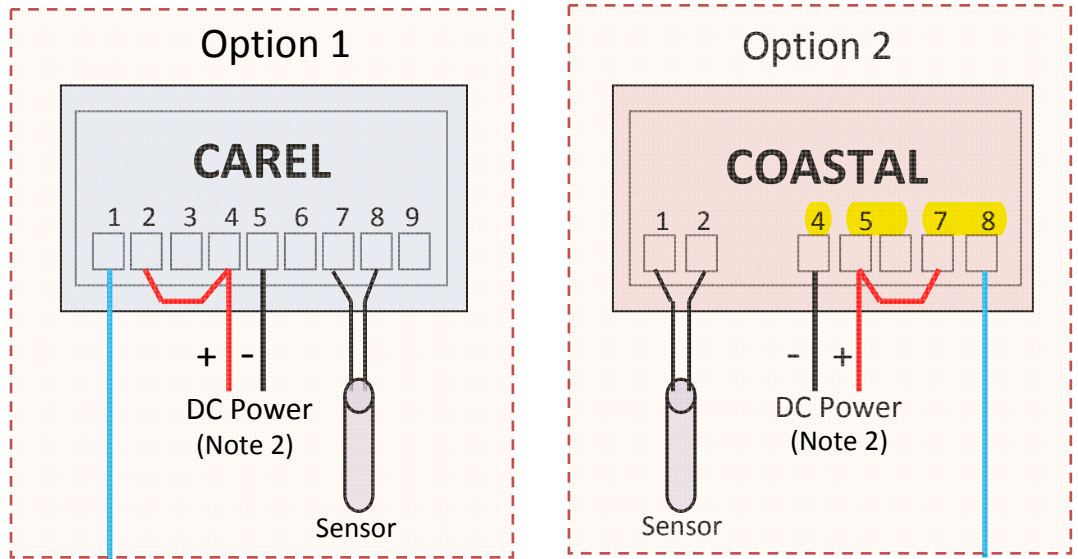 Option 1
CAREL
1 2 3 4 5 6 7 8 9
+ -
DC Power
(Note 2)
Sensor
Option 2
COASTAL
1 2 4 5 7 8
- +
DC Power
(Note 2)
Sensor